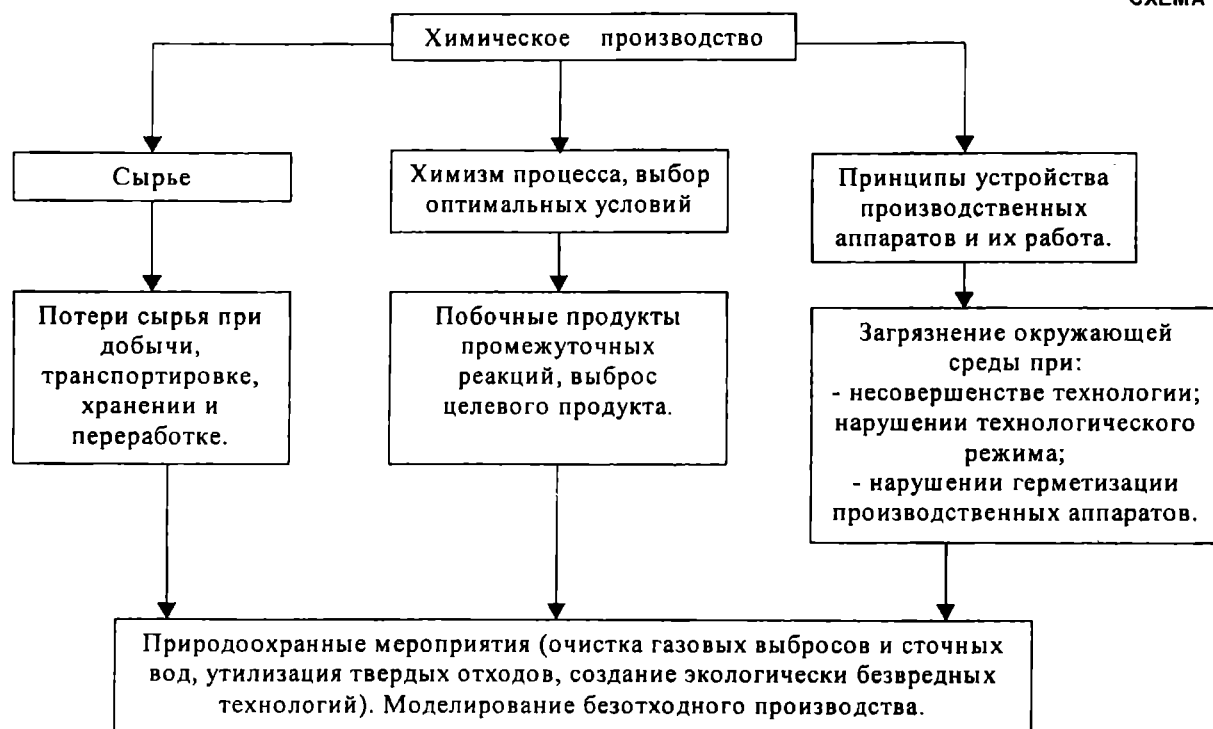 СХЕМА
Химическое производство
Сырье
Химизм процесса, выбор
оптимальных условий
Принципы устройства
производственных
аппаратов и их работа.
Потери сырья при
добычи,
транспортировке,
хранении и
переработке.
Побочные продукты
промежуточных
реакций, выброс
целевого продукта.
Загрязнение окружающей
среды при:
- несовершенстве технологии;
нарушении технологического
режима;
- нарушении герметизации
производственных аппаратов.
Природоохранные мероприятия (очистка газовых выбросов и сточных
вод, утилизация твердых отходов, создание экологически безвредных
технологий). Моделирование безотходного производства.